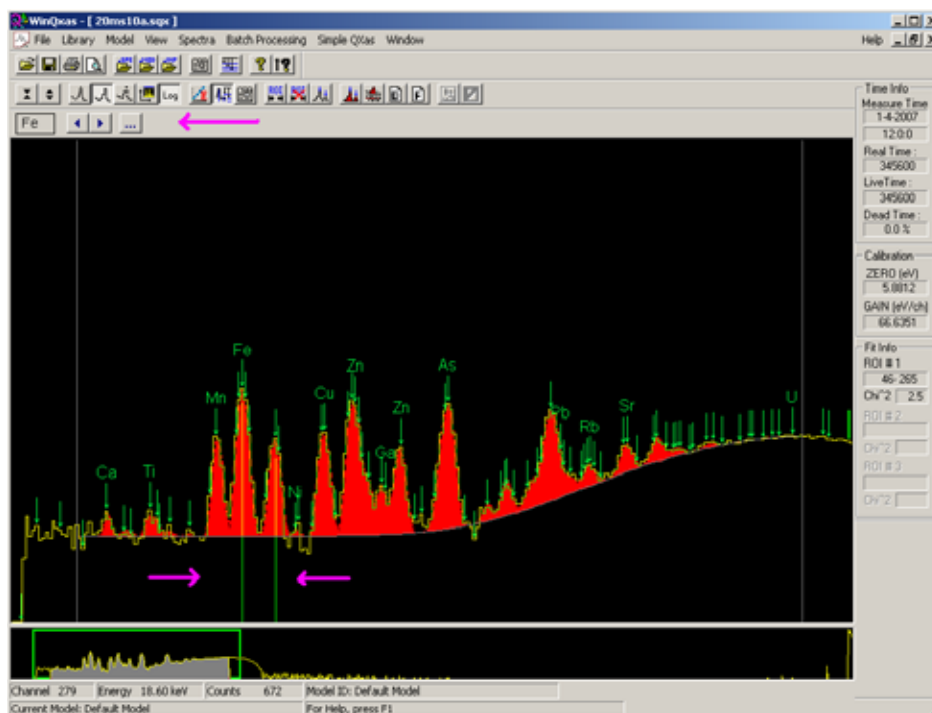 WinQxas - [ 20ms10a.sqx ]
File Library Model View Spectra Batch Processing Simple QXas Window Help
Log
Fe
Time Info
Measure Time
1-4-2007
12:0:0
Real Time :
345600
LiveTime :
345600
Dead Time :
0.0 %
Calibration
ZERO (eV)
5.8812
GAIN (eV/ch)
66.6351
Fit Info
ROI # 1
46- 265
Chi^2 2.5
ROI # 2
Chi^2
ROI # 3
Chi^2
Ca
Ti
Mn
Fe
Ni
Cu
Zn
Ga
Zn
As
Pb
Rb
Sr
U
Channel 279 Energy 18.60 keV Counts 672 Model ID: Default Model
Current Model: Default Model For Help, press F1